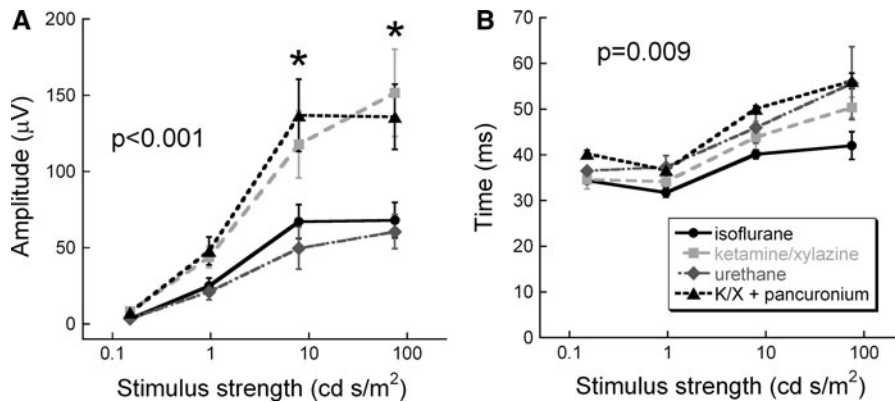 A
200
150
100
50
0
Amplitude (μV)
p<0.001
*
*
0.1 1 10 100
Stimulus strength (cd s/m²)
B
70
60
50
40
30
20
10
0
Time (ms)
p=0.009
isoflurane
ketamine/xylazine
urethane
K/X + pancuronium
0.1 1 10 100
Stimulus strength (cd s/m²)